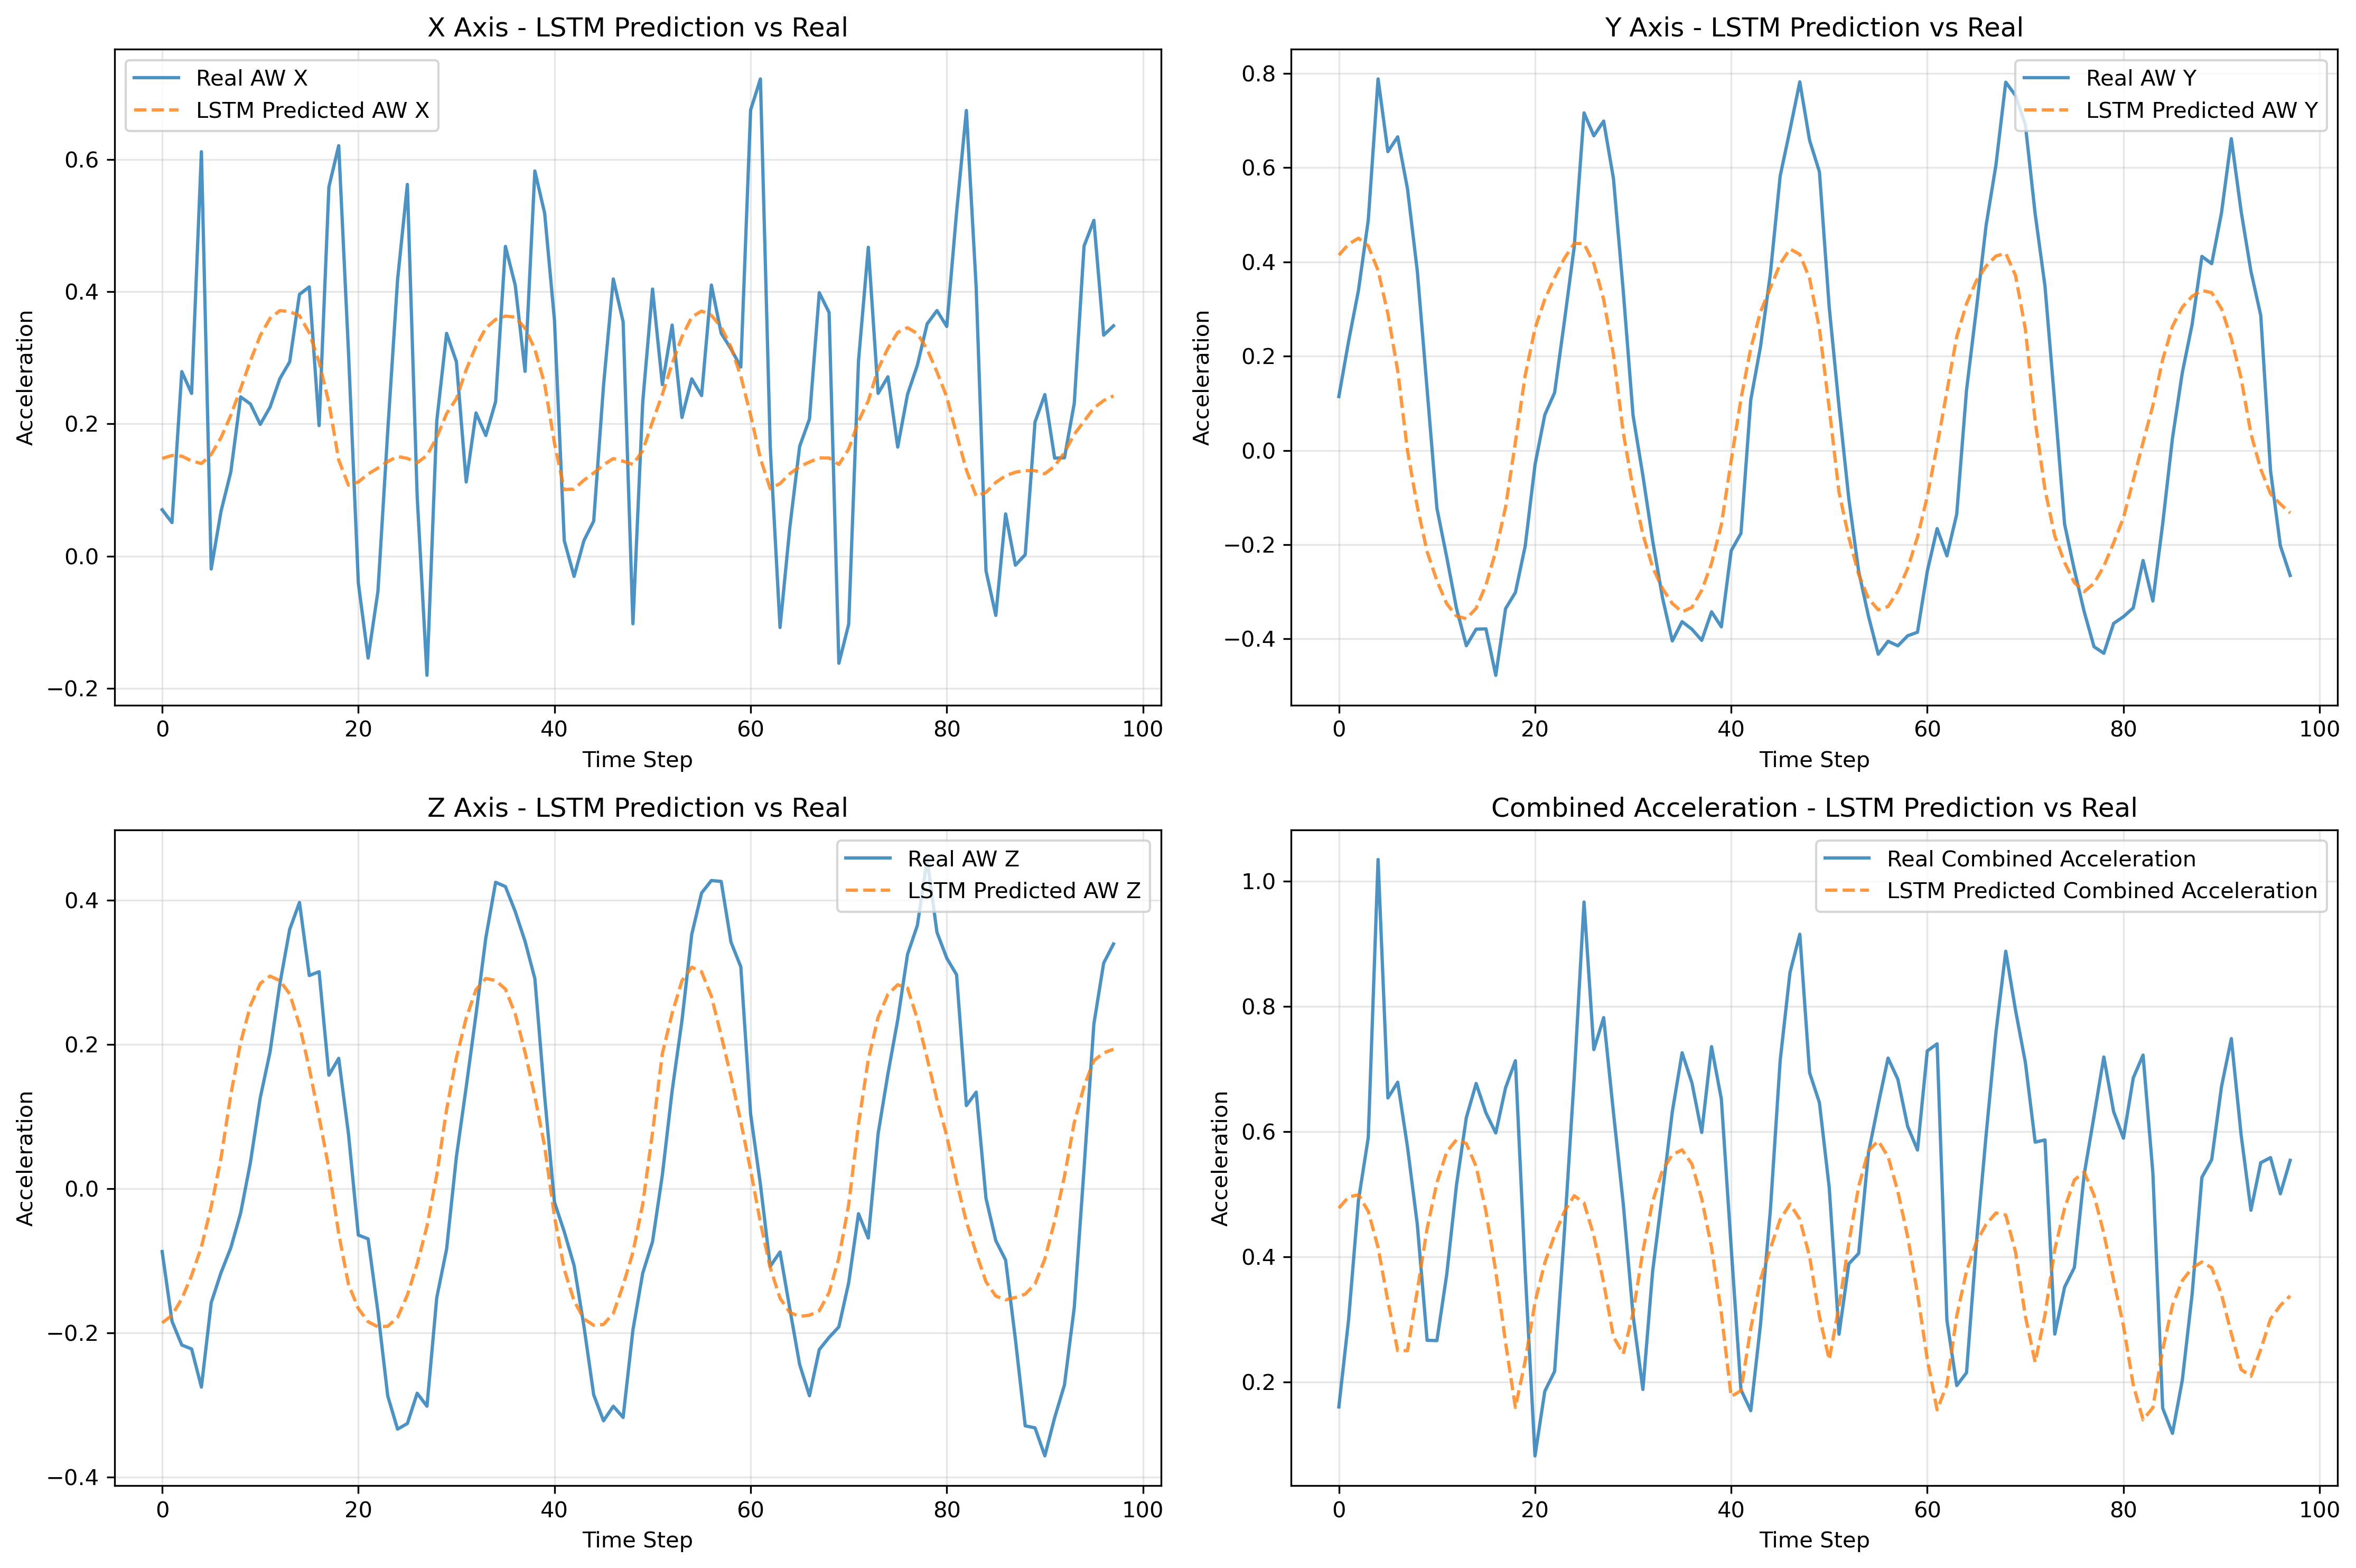 X Axis - LSTM Prediction vs Real
Real AW X
LSTM Predicted AW X
Acceleration
0.6
0.4
0.2
0.0
−0.2
0 20 40 60 80 100
Time Step
Y Axis - LSTM Prediction vs Real
Real AW Y
LSTM Predicted AW Y
Acceleration
0.8
0.6
0.4
0.2
0.0
−0.2
−0.4
0 20 40 60 80 100
Time Step
Z Axis - LSTM Prediction vs Real
Real AW Z
LSTM Predicted AW Z
Acceleration
0.4
0.2
0.0
−0.2
−0.4
0 20 40 60 80 100
Time Step
Combined Acceleration - LSTM Prediction vs Real
Real Combined Acceleration
LSTM Predicted Combined Acceleration
Acceleration
1.0
0.8
0.6
0.4
0.2
0 20 40 60 80 100
Time Step